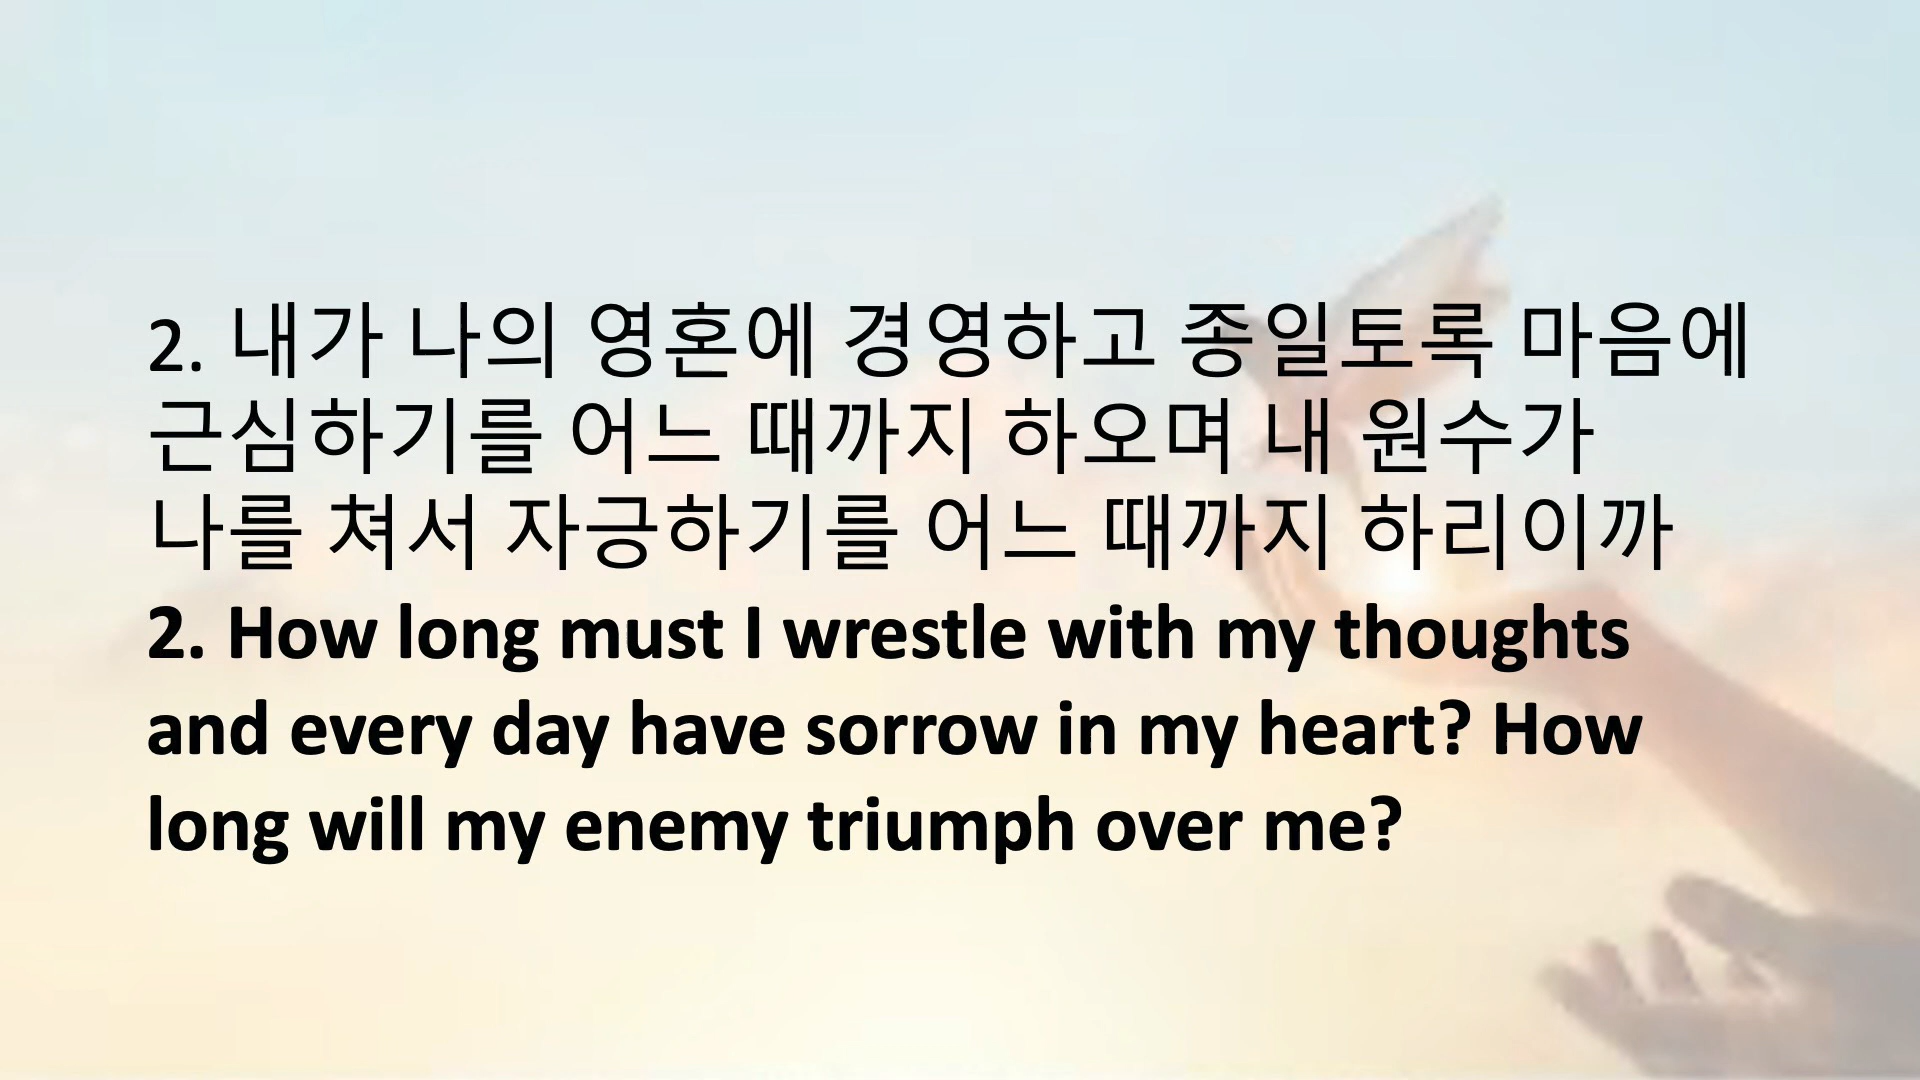 2. 내가 나의 영혼에 경영하고 종일토록 마음에
근심하기를 어느 때까지 하오며 내 원수가
나를 쳐서 자긍하기를 어느 때까지 하리이까
2. How long must I wrestle with my thoughts
and every day have sorrow in my heart? How
long will my enemy triumph over me?